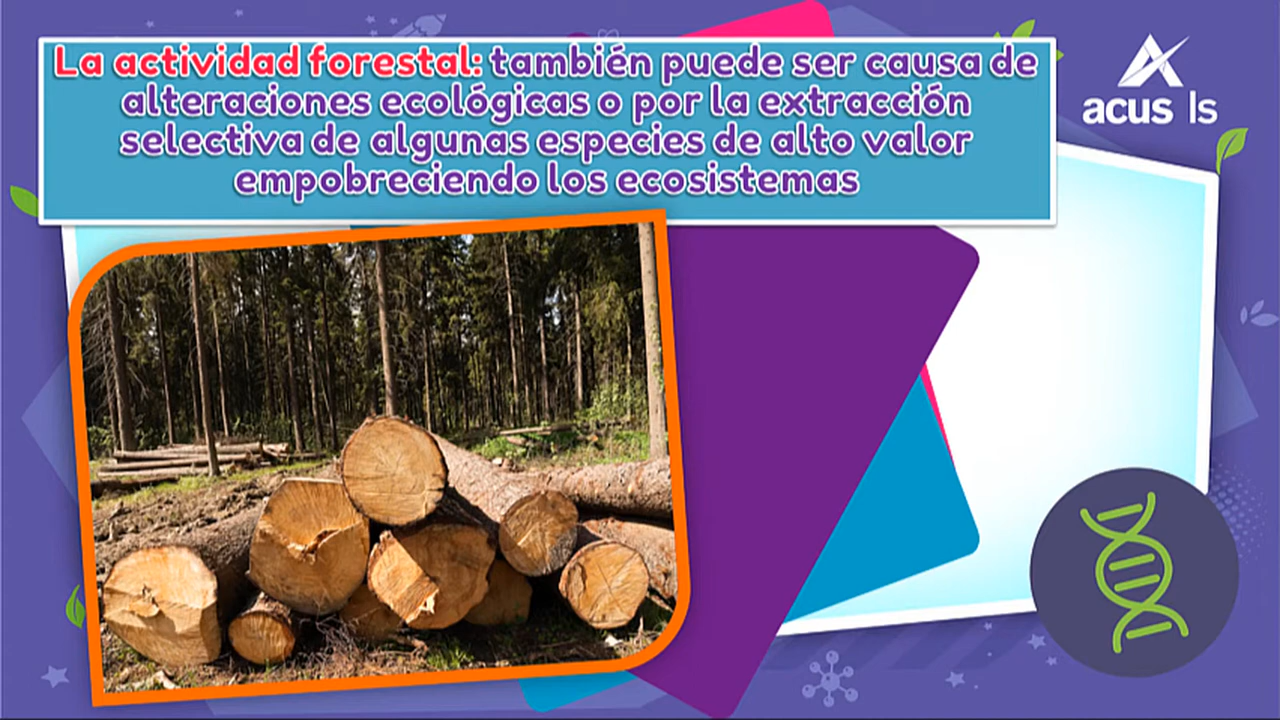 La actividad forestal: también puede ser causa de
alteraciones ecológicas o por la extracción
selectiva de algunas especies de alto valor
empobreciendo los ecosistemas
acus ls